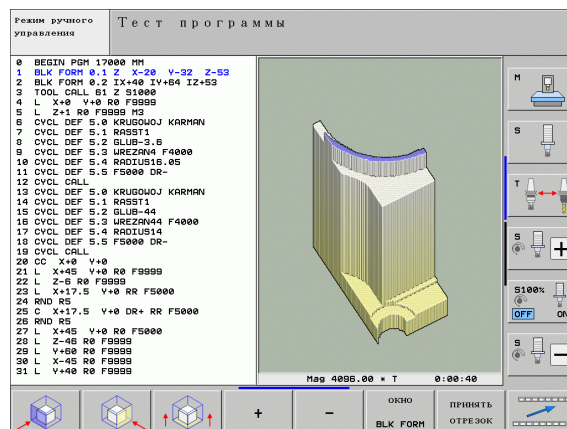 Режим ручного
управления
Тест программы
0 BEGIN PGM 17000 MM
1 BLK FORM 0.1 Z X-20 Y-32 Z-53
2 BLK FORM 0.2 IX+40 IY+64 IZ+53
3 TOOL CALL 61 Z S1000
4 L X+0 Y+0 R0 F9999
5 L Z+1 R0 F9999 M3
6 CYCL DEF 5.0 KRUGOWOJ KARMAN
7 CYCL DEF 5.1 RASST1
8 CYCL DEF 5.2 GLUB-3.6
9 CYCL DEF 5.3 WREZAN4 F4000
10 CYCL DEF 5.4 RADIUS16.05
11 CYCL DEF 5.5 F5000 DR-
12 CYCL CALL
13 CYCL DEF 5.0 KRUGOWOJ KARMAN
14 CYCL DEF 5.1 RASST1
15 CYCL DEF 5.2 GLUB-44
16 CYCL DEF 5.3 WREZAN44 F4000
17 CYCL DEF 5.4 RADIUS14
18 CYCL DEF 5.5 F5000 DR-
19 CYCL CALL
20 CC X+0 Y+0
21 L X+45 Y+0 R0 F9999
22 L Z-6 R0 F9999
23 L X+17.5 Y+0 RR F5000
24 RND R5
25 C X+17.5 Y+0 DR+ RR F5000
26 RND R5
27 L X+45 Y+0 R0 F5000
28 L Z-46 R0 F9999
29 L Y+60 R0 F9999
30 L X-45 R0 F9999
31 L Y+40 R0 F9999
Mag 4096.00 * T 0:00:40
M
S
T
S
+
S100%
OFF ON
S
−
+
−
ОКНО
BLK FORM
ПРИНЯТЬ
ОТРЕЗОК